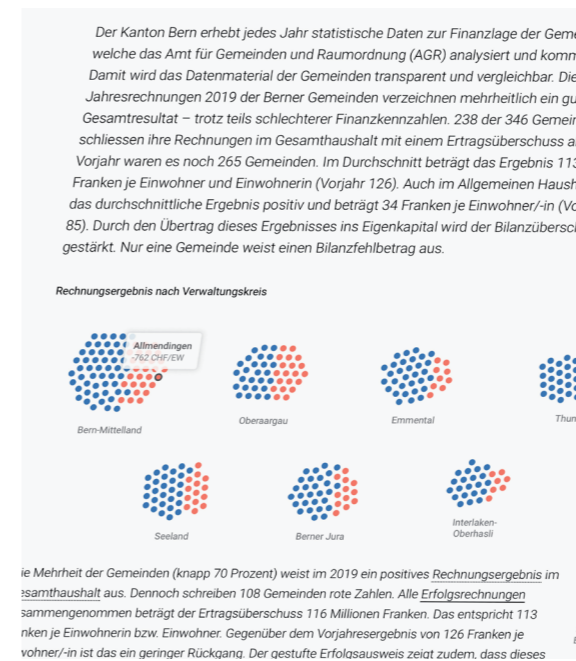 Der Kanton Bern erhebt jedes Jahr statistische Daten zur Finanzlage der Geme
welche das Amt für Gemeinden und Raumordnung (AGR) analysiert und komm
Damit wird das Datenmaterial der Gemeinden transparent und vergleichbar. Die
Jahresrechnungen 2019 der Berner Gemeinden verzeichnen mehrheitlich ein gu
Gesamtresultat – trotz teils schlechterer Finanzkennzahlen. 238 der 346 Gemein
schliessen ihre Rechnungen im Gesamthaushalt mit einem Ertragsüberschuss a
Vorjahr waren es noch 265 Gemeinden. Im Durchschnitt beträgt das Ergebnis 113
Franken je Einwohner und Einwohnerin (Vorjahr 126). Auch im Allgemeinen Haush
das durchschnittliche Ergebnis positiv und beträgt 34 Franken je Einwohner/-in (Vo
85). Durch den Übertrag dieses Ergebnisses ins Eigenkapital wird der Bilanzübersch
gestärkt. Nur eine Gemeinde weist einen Bilanzfehlbetrag aus.
Rechnungsergebnis nach Verwaltungskreis
Allmendingen
-762 CHF/EW
Bern-Mittelland
Oberaargau
Emmental
Thun
Seeland
Berner Jura
Interlaken-
Oberhasli
ie Mehrheit der Gemeinden (knapp 70 Prozent) weist im 2019 ein positives Rechnungsergebnis im
esamthaushalt aus. Dennoch schreiben 108 Gemeinden rote Zahlen. Alle Erfolgsrechnungen
sammengenommen beträgt der Ertragsüberschuss 116 Millionen Franken. Das entspricht 113
nken je Einwohnerin bzw. Einwohner. Gegenüber dem Vorjahresergebnis von 126 Franken je
wohner/-in ist das ein geringer Rückgang. Der gestufte Erfolgsausweis zeigt zudem, dass dieses